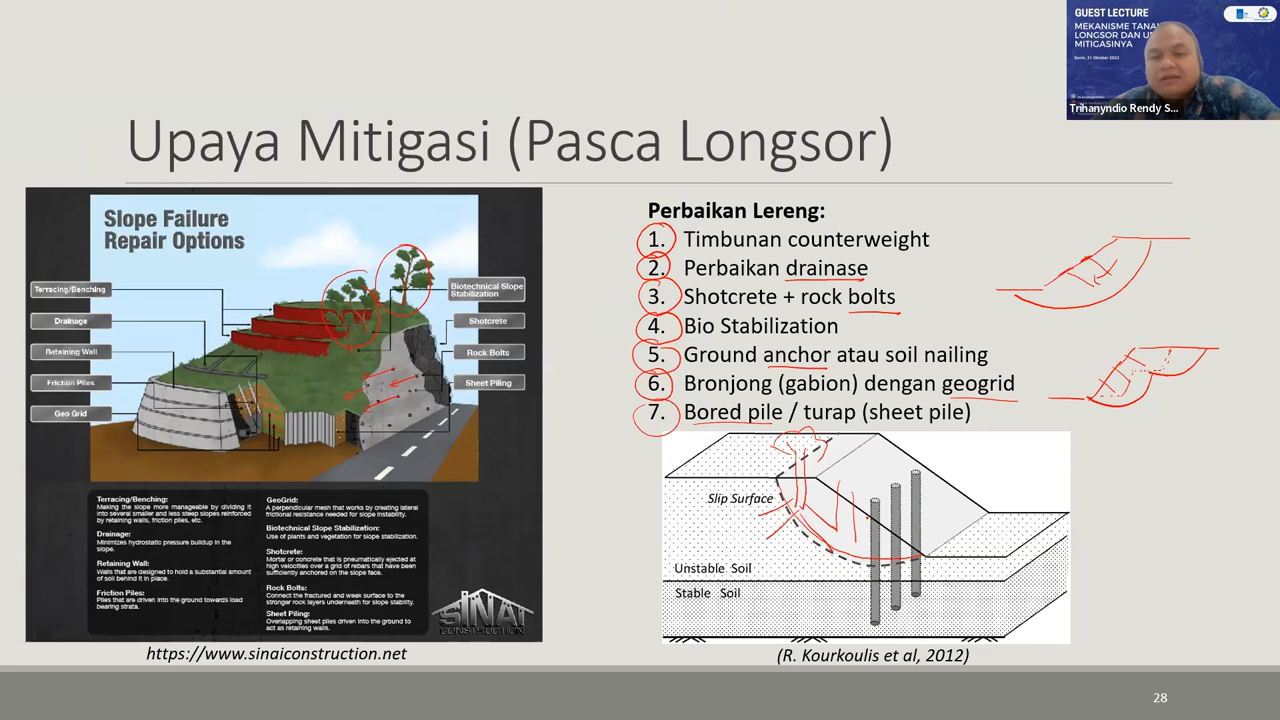 GUEST LECTURE
MEKANISME TANA
LONGSOR DAN U
MITIGASINYA
Senin, 31 Oktober 2022
Trihanyndio Rendy S...
Upaya Mitigasi (Pasca Longsor)
Slope Failure
Repair Options
Terracing/Benching
Drainage
Retaining Wall
Friction Piles
Geo Grid
Biotechnical Slope
Stabilization
Shotcrete
Rock Bolts
Sheet Piling
Terracing/Benching:
Making the slope more manageable by dividing it
into several smaller and less steep slopes reinforced
by retaining walls, friction piles, etc.
Drainage:
Minimizes hydrostatic pressure buildup in the
slope.
Retaining Wall:
Walls that are designed to hold a substantial amount
of soil behind it in place.
Friction Piles:
Piles that are driven into the ground towards load
bearing strata.
GeoGrid:
A perpendicular mesh that works by creating lateral
frictional resistance needed for slope instability.
Biotechnical Slope Stabilization:
Use of plants and vegetation for slope stabilization.
Shotcrete:
Mortar or concrete that is pneumatically ejected at
high velocities over a grid of rebars that have been
sufficiently anchored on the slope face.
Rock Bolts:
Connect the fractured and weak surface to the
stronger rock layers underneath for slope stability.
Sheet Piling:
Overlapping sheet piles driven into the ground to
act as retaining walls.
SINAI
CONSTRUCTION
https://www.sinaiconstruction.net
Perbaikan Lereng:
1. Timbunan counterweight
2. Perbaikan drainase
3. Shotcrete + rock bolts
4. Bio Stabilization
5. Ground anchor atau soil nailing
6. Bronjong (gabion) dengan geogrid
7. Bored pile / turap (sheet pile)
Slip Surface
Unstable Soil
Stable Soil
(R. Kourkoulis et al, 2012)
28